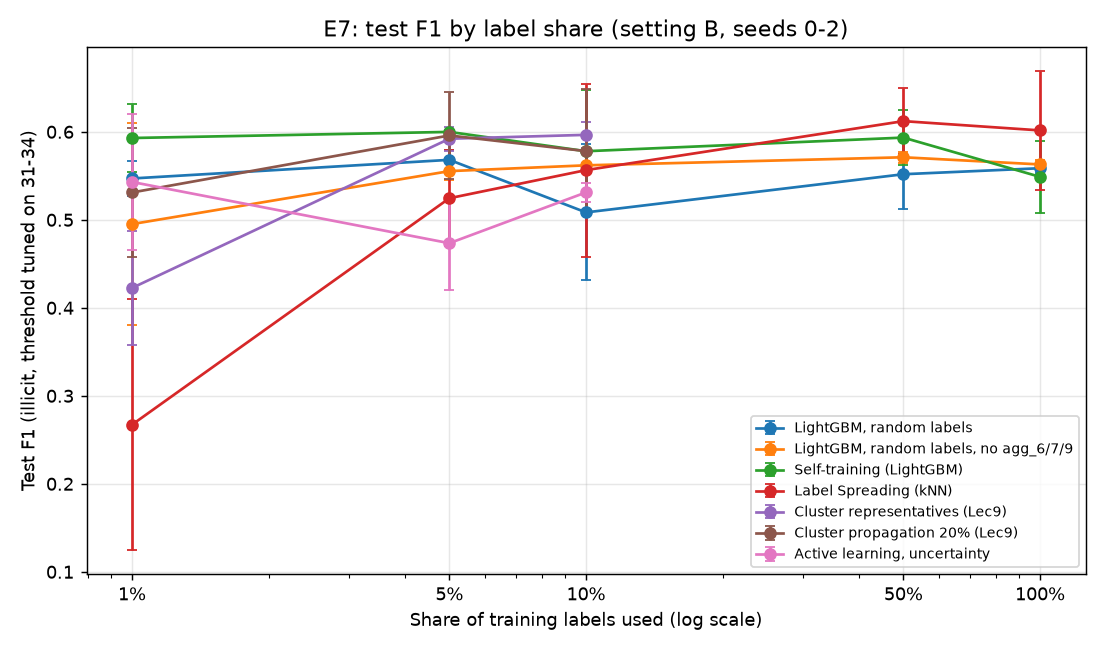 E7: test F1 by label share (setting B, seeds 0-2)
Test F1 (illicit, threshold tuned on 31-34)
0.6
0.5
0.4
0.3
0.2
0.1
LightGBM, random labels
LightGBM, random labels, no agg_6/7/9
Self-training (LightGBM)
Label Spreading (kNN)
Cluster representatives (Lec9)
Cluster propagation 20% (Lec9)
Active learning, uncertainty
1%
5%
10%
50%
100%
Share of training labels used (log scale)